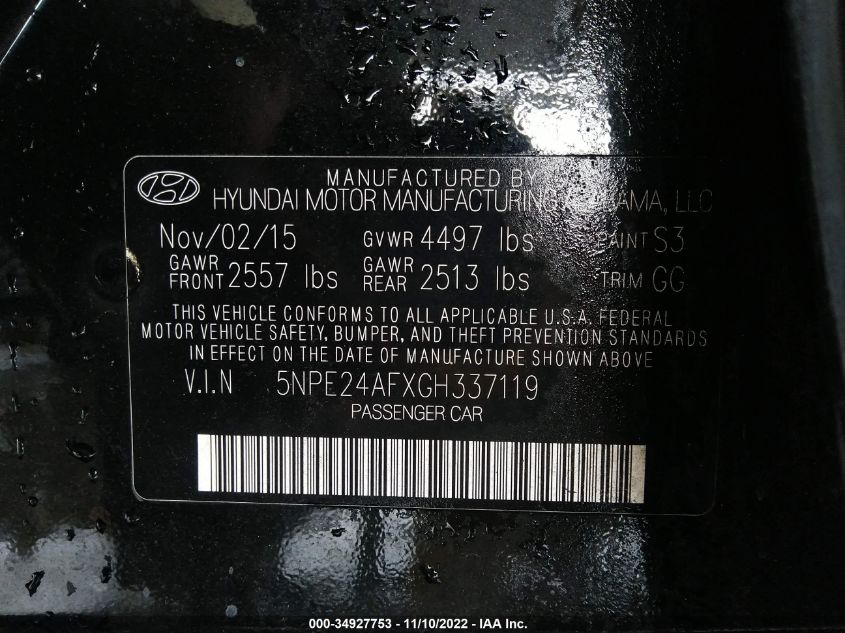 MANUFACTURED BY
HYUNDAI MOTOR MANUFACTURING ALABAMA, LLC
Nov/02/15 GVWR 4497 lbs PAINT S3
GAWR FRONT 2557 lbs GAWR REAR 2513 lbs TRIM GG
THIS VEHICLE CONFORMS TO ALL APPLICABLE U.S.A. FEDERAL
MOTOR VEHICLE SAFETY, BUMPER, AND THEFT PREVENTION STANDARDS
IN EFFECT ON THE DATE OF MANUFACTURE SHOWN ABOVE
V.I.N 5NPE24AFXGH337119
PASSENGER CAR
000-34927753 - 11/10/2022 - IAA Inc.